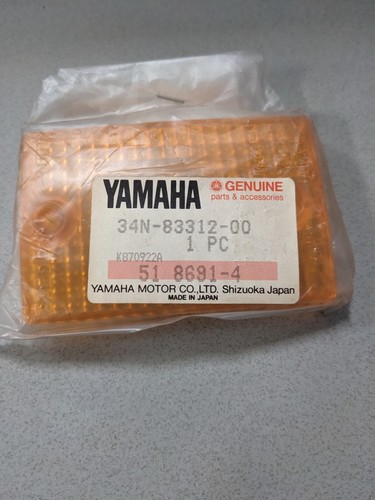 YAMAHA
GENUINE
parts & accessories
34N-83312-00
1 PC
K870922A
51 8691-4
YAMAHA MOTOR CO.,LTD. Shizuoka Japan
MADE IN JAPAN